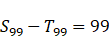 S₉₉ − T₉₉ = 99